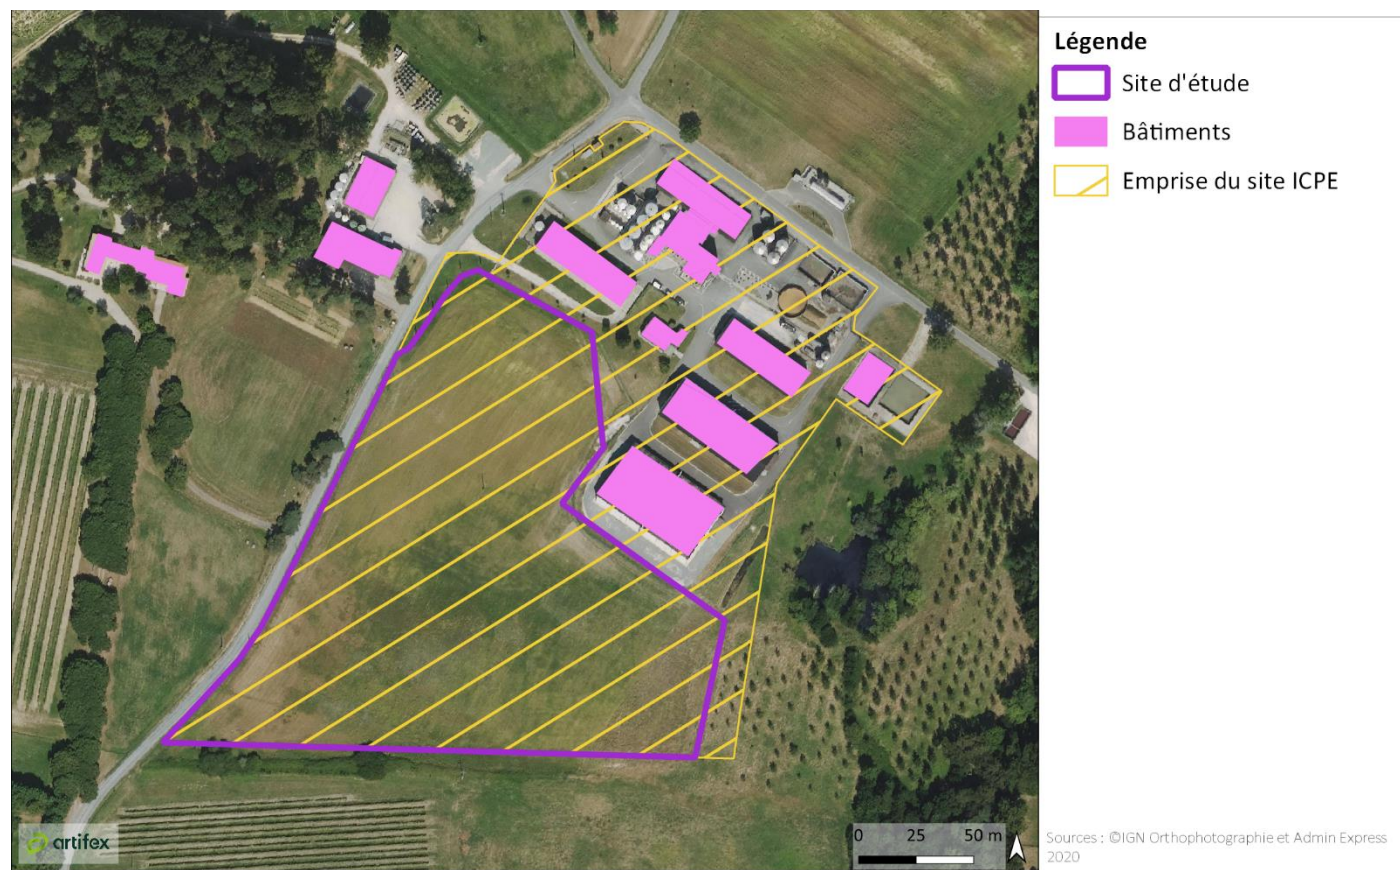 Légende
Site d'étude
Bâtiments
Emprise du site ICPE
artifex
0 25 50 m
Sources : ©IGN Orthophotographie et Admin Express
2020